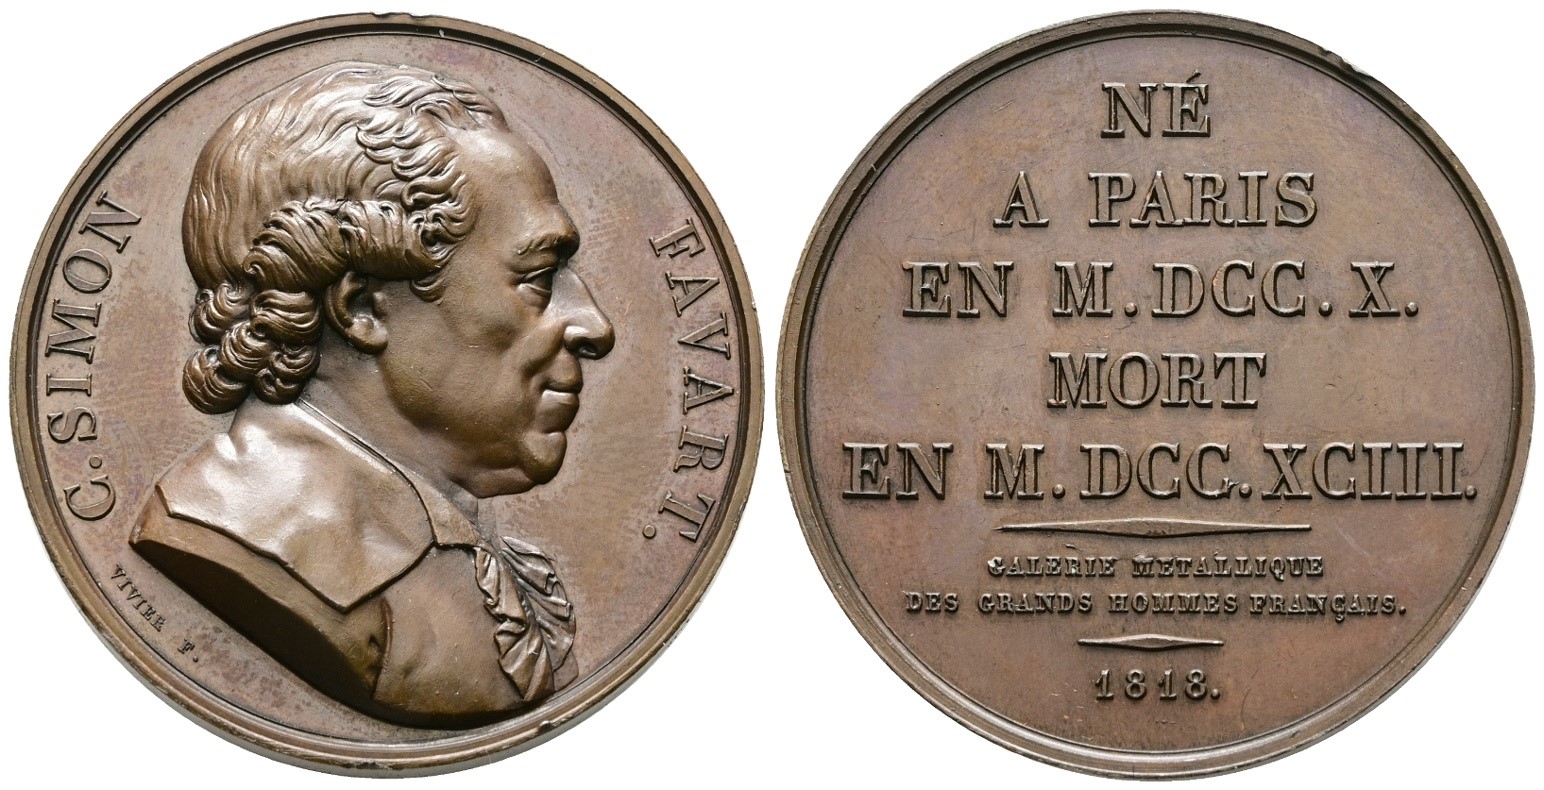 C. SIMON
FAVART.
VIVIER F.
NÉ
A PARIS
EN M. DCC. X.
MORT
EN M. DCC. XCIII.
GALERIE METALLIQUE
DES GRANDS HOMMES FRANÇAIS.
1818.